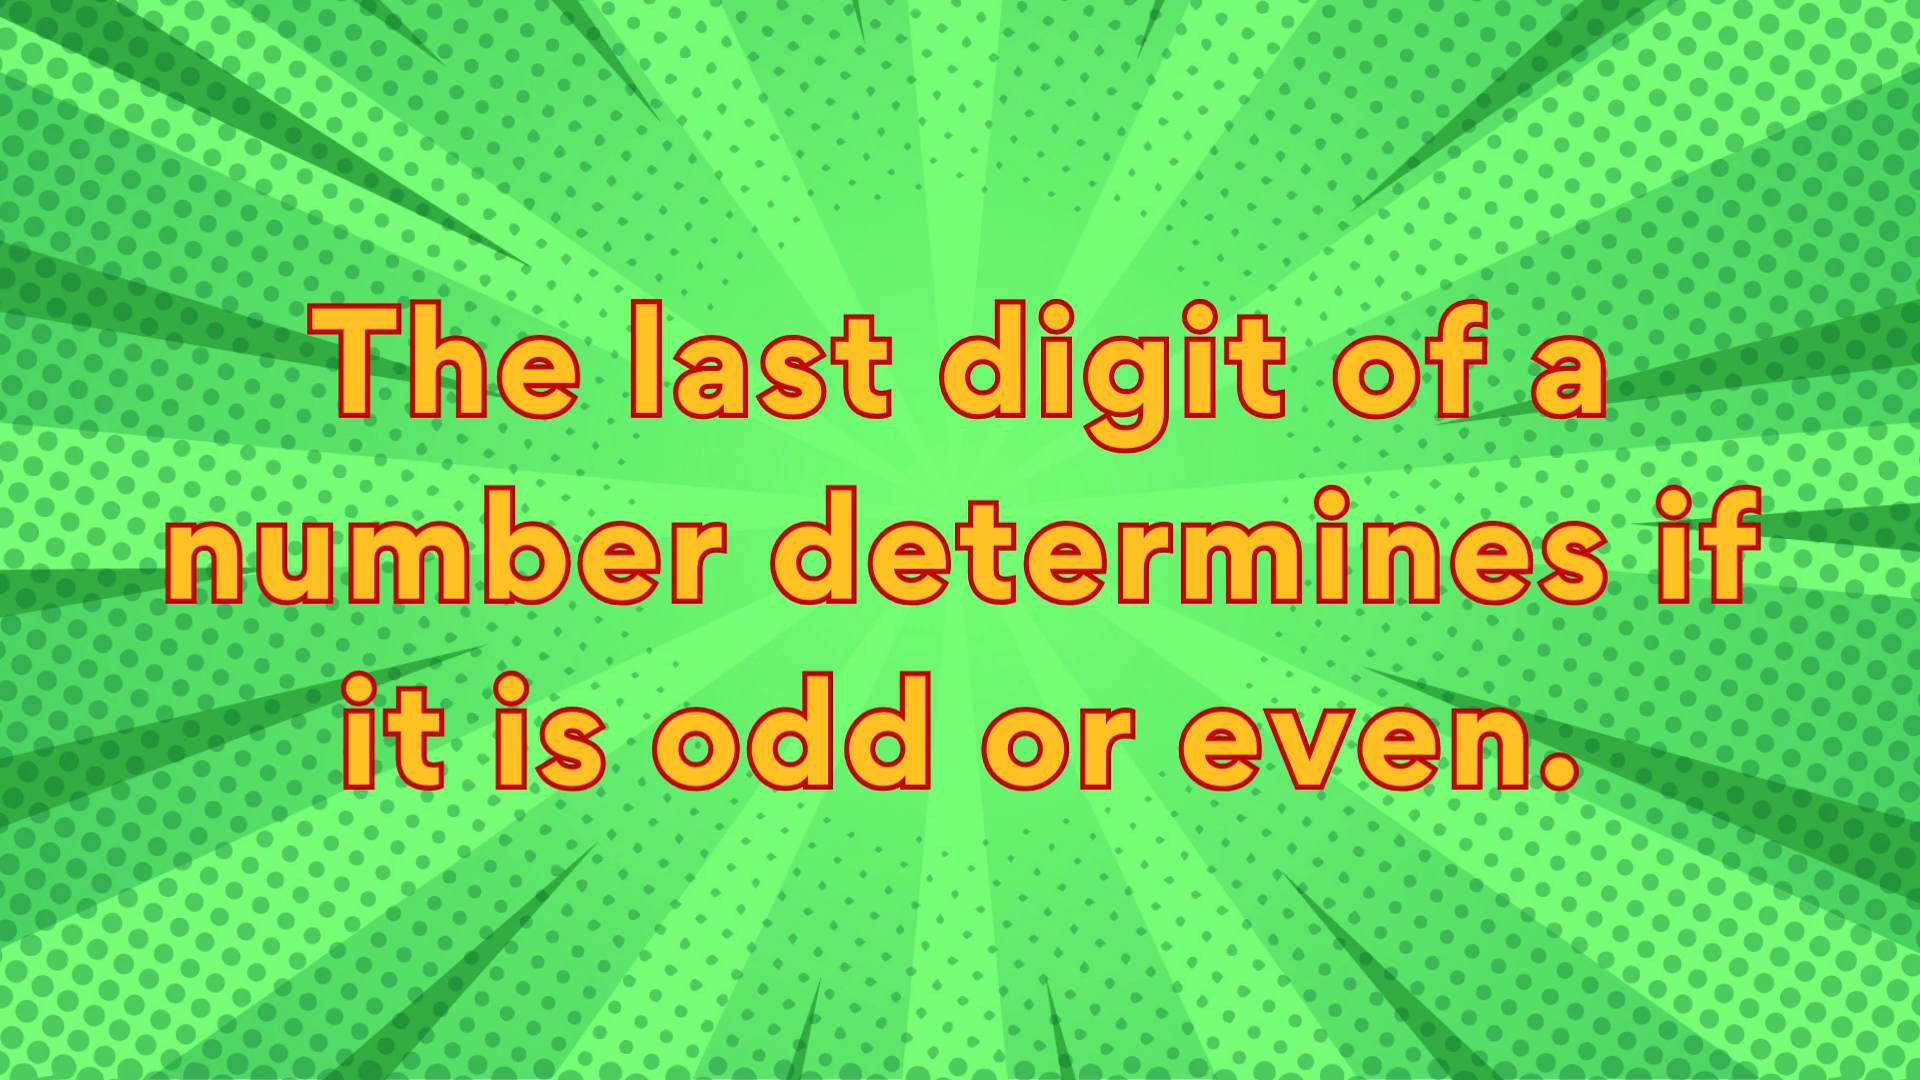 The last digit of a
number determines if
it is odd or even.